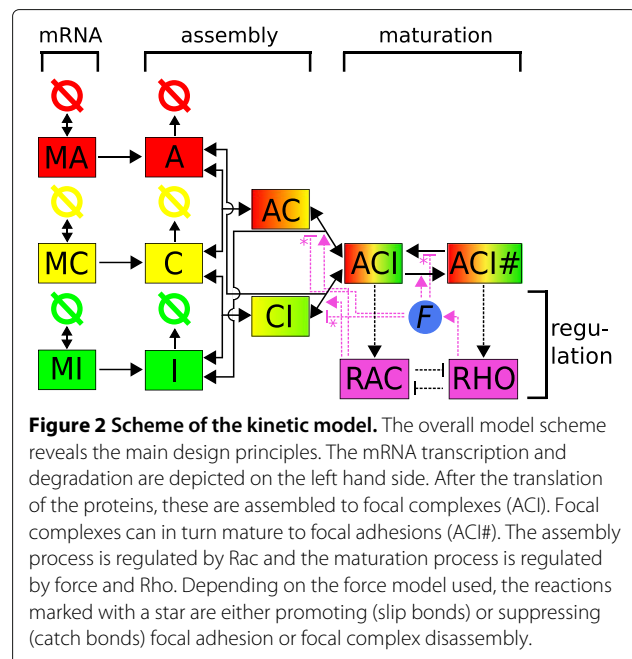 mRNA assembly maturation
Ø Ø
MA A
AC
Ø Ø
* *
MC C ACI ACI#
CI F
* regu-
Ø Ø lation
MI I RAC RHO
Figure 2 Scheme of the kinetic model. The overall model scheme
reveals the main design principles. The mRNA transcription and
degradation are depicted on the left hand side. After the translation
of the proteins, these are assembled to focal complexes (ACI). Focal
complexes can in turn mature to focal adhesions (ACI#). The assembly
process is regulated by Rac and the maturation process is regulated
by force and Rho. Depending on the force model used, the reactions
marked with a star are either promoting (slip bonds) or suppressing
(catch bonds) focal adhesion or focal complex disassembly.